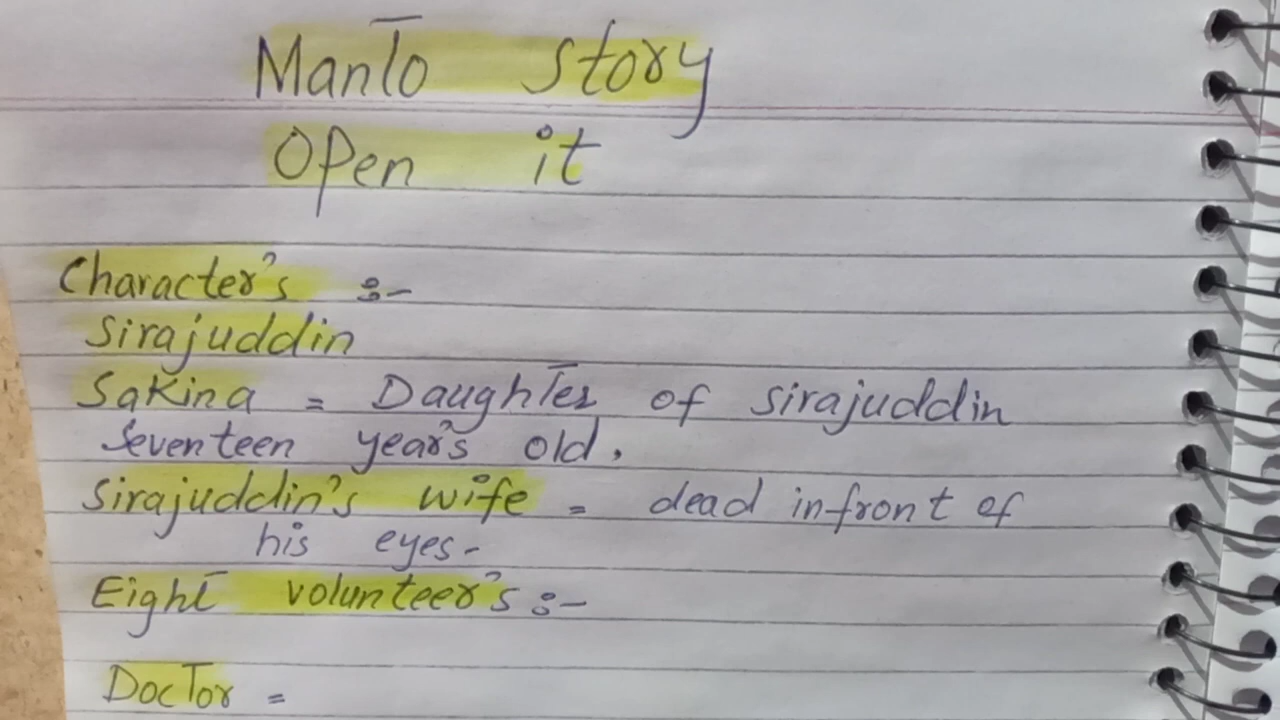 Manto story
Open it
Character's :-
Sirajuddin
Sakina = Daughter of Sirajuddin
Seventeen year's old.
Sirajuddin's wife = dead infront of
his eyes-
Eight volunteer's :-
Doctor =